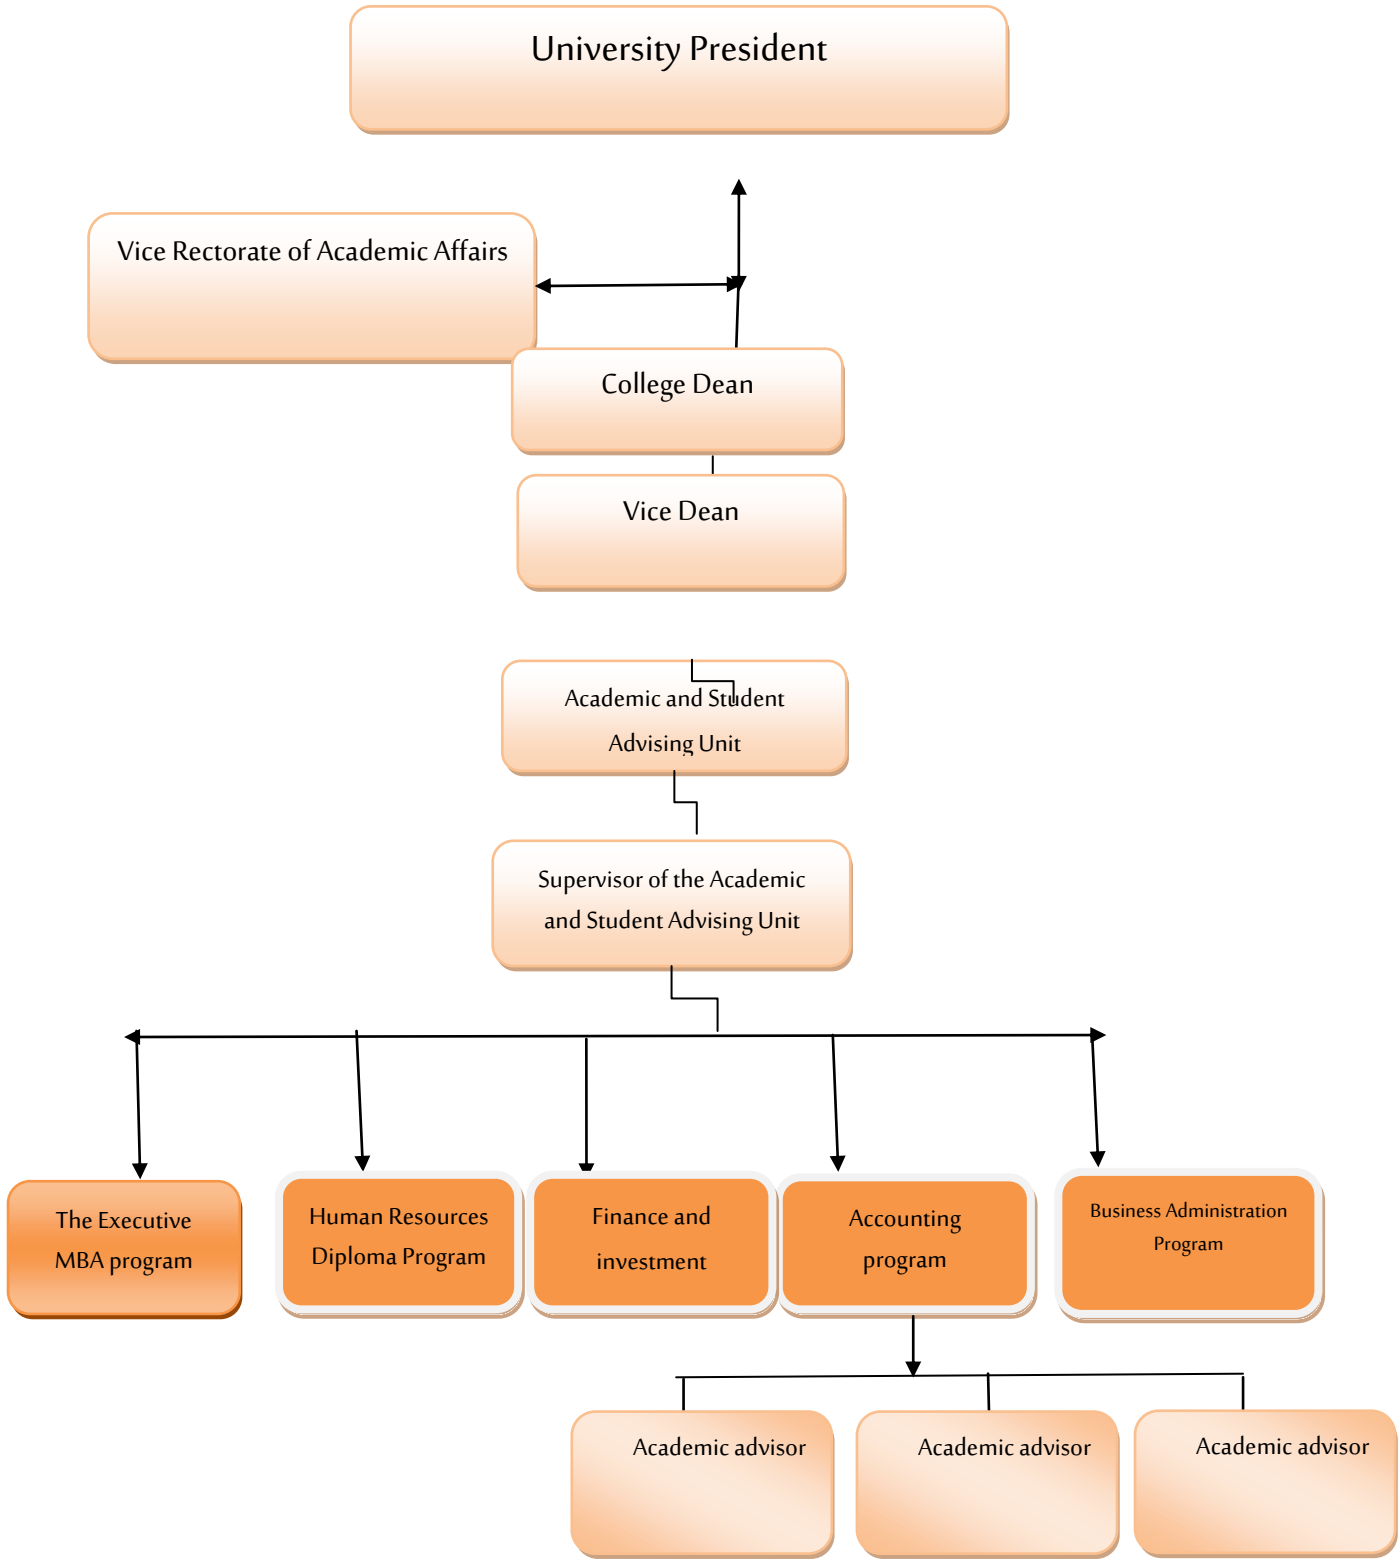 University President
Vice Rectorate of Academic Affairs
College Dean
Vice Dean
Academic and Student
Advising Unit
Supervisor of the Academic
and Student Advising Unit
The Executive
MBA program
Human Resources
Diploma Program
Finance and
investment
Accounting
program
Business Administration
Program
Academic advisor
Academic advisor
Academic advisor